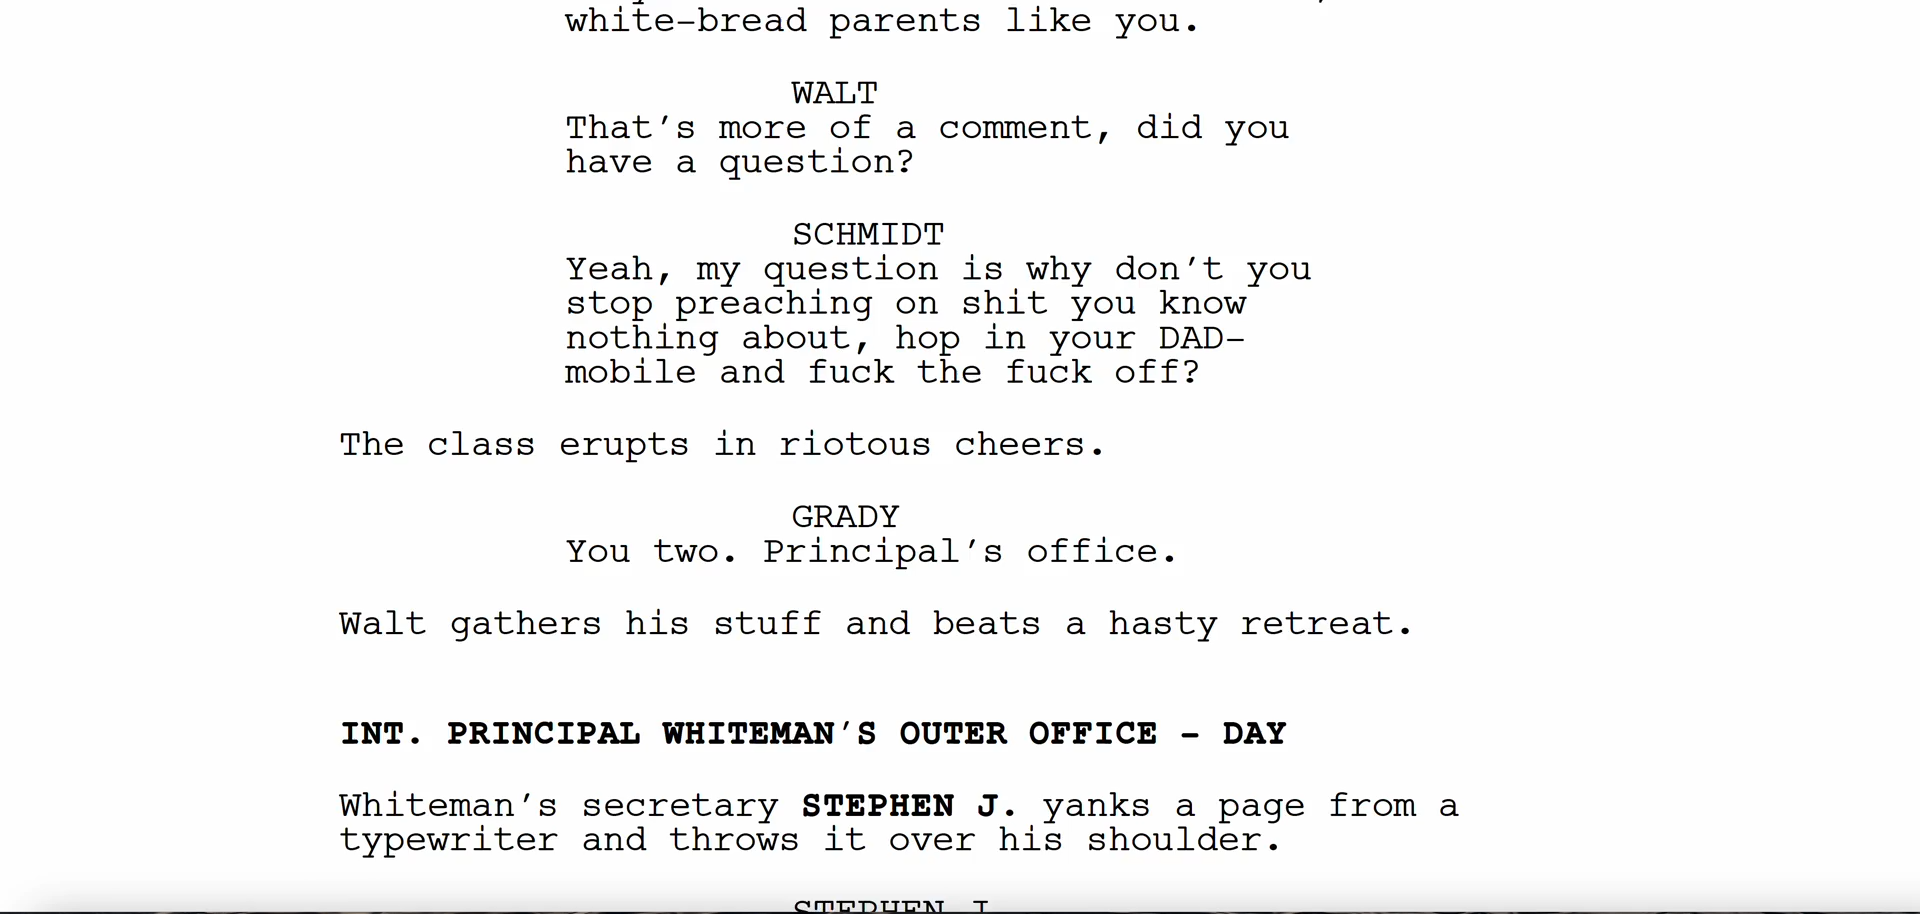 white-bread parents like you.
WALT
That's more of a comment, did you
have a question?
SCHMIDT
Yeah, my question is why don't you
stop preaching on shit you know
nothing about, hop in your DAD-
mobile and fuck the fuck off?
The class erupts in riotous cheers.
GRADY
You two. Principal's office.
Walt gathers his stuff and beats a hasty retreat.
INT. PRINCIPAL WHITEMAN'S OUTER OFFICE - DAY
Whiteman's secretary STEPHEN J. yanks a page from a
typewriter and throws it over his shoulder.
STEPHEN J.